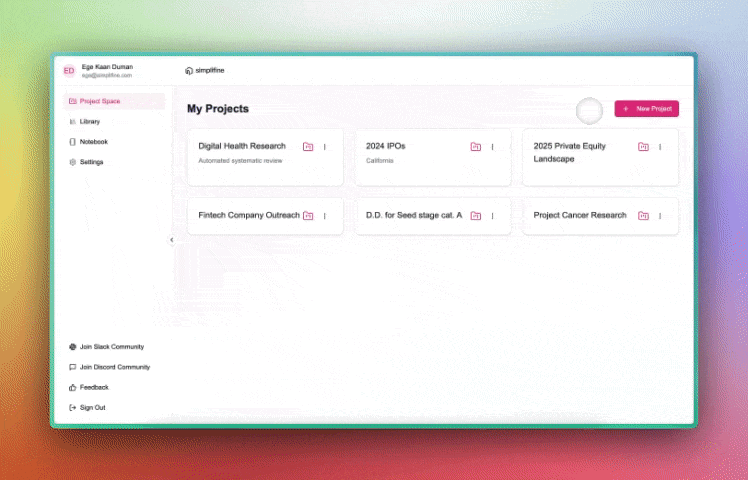 ED
Ege Kaan Duman
ege@simplifine.com
simplifine
Project Space
Library
Notebook
Settings
My Projects
+ New Project
Digital Health Research
Automated systematic review
2024 IPOs
California
2025 Private Equity
Landscape
Fintech Company Outreach
D.D. for Seed stage cat. A
Project Cancer Research
Join Slack Community
Join Discord Community
Feedback
Sign Out